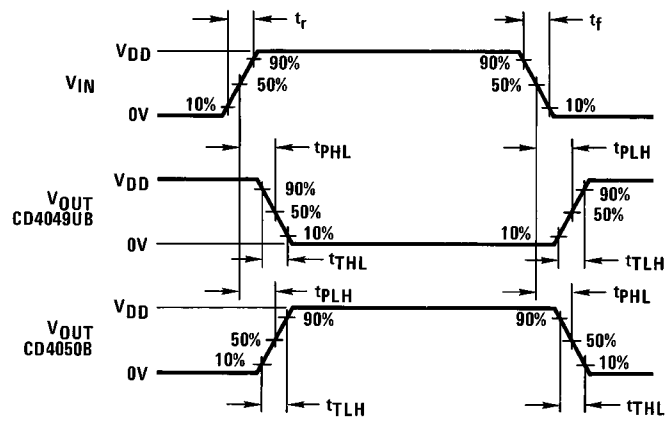 tr
tf
VDD
90%
90%
VIN
50%
50%
10%
10%
0V
tPHL
tPLH
VDD
90%
90%
VOUT
CD4049UB
50%
50%
10%
10%
0V
tTHL
tTLH
tPLH
tPHL
VDD
90%
90%
VOUT
CD4050B
50%
50%
10%
10%
0V
tTLH
tTHL